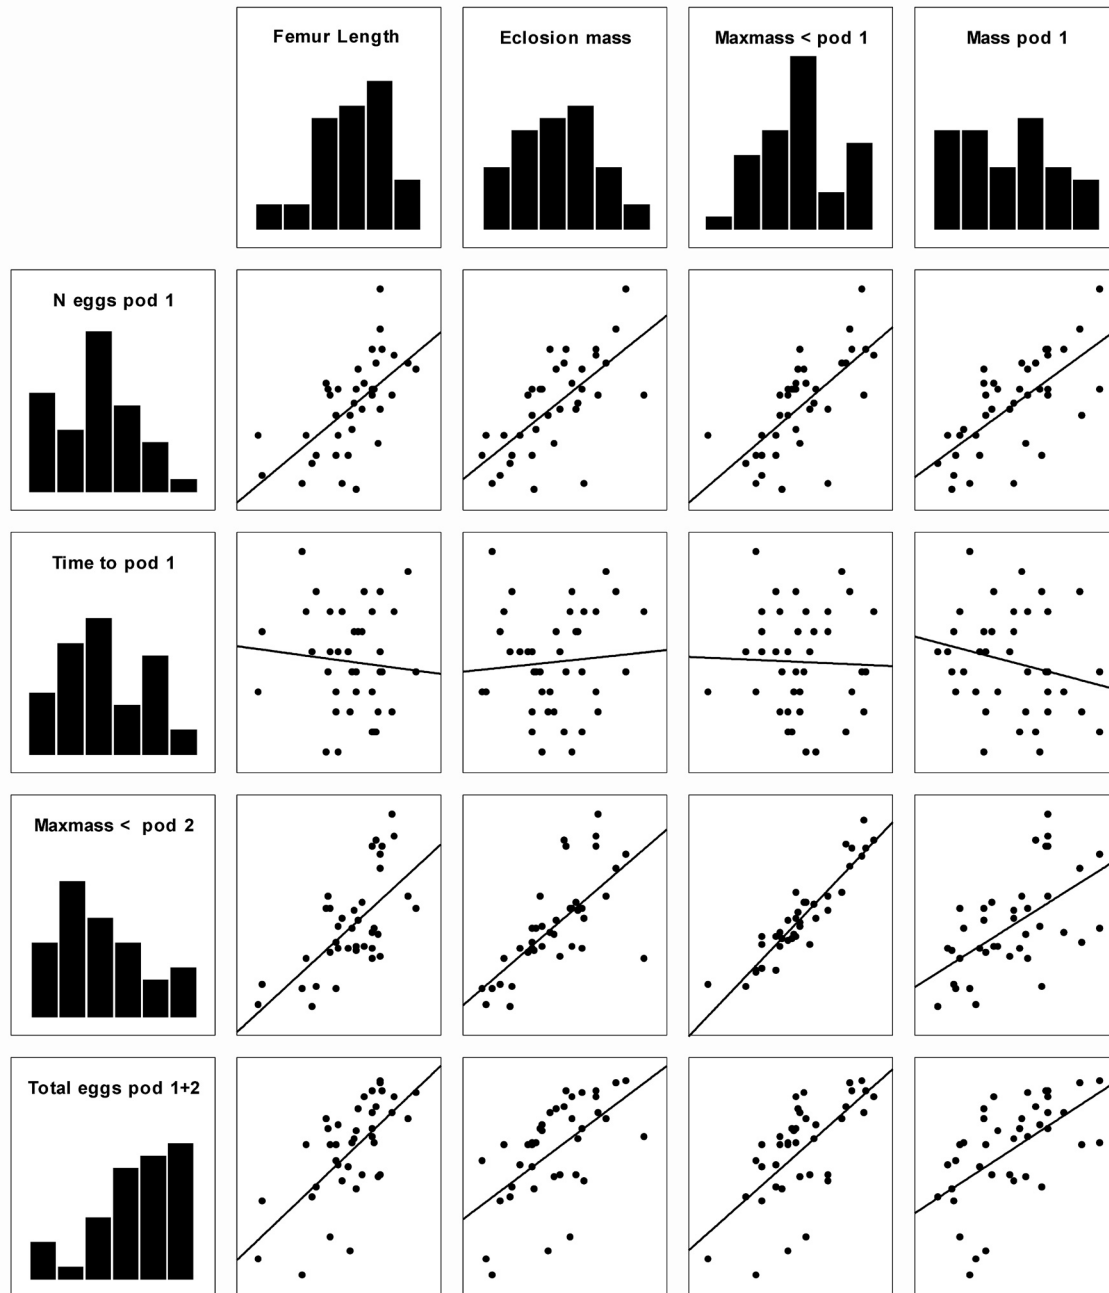 Femur Length
Eclosion mass
Maxmass < pod 1
Mass pod 1
N eggs pod 1
Time to pod 1
Maxmass < pod 2
Total eggs pod 1+2